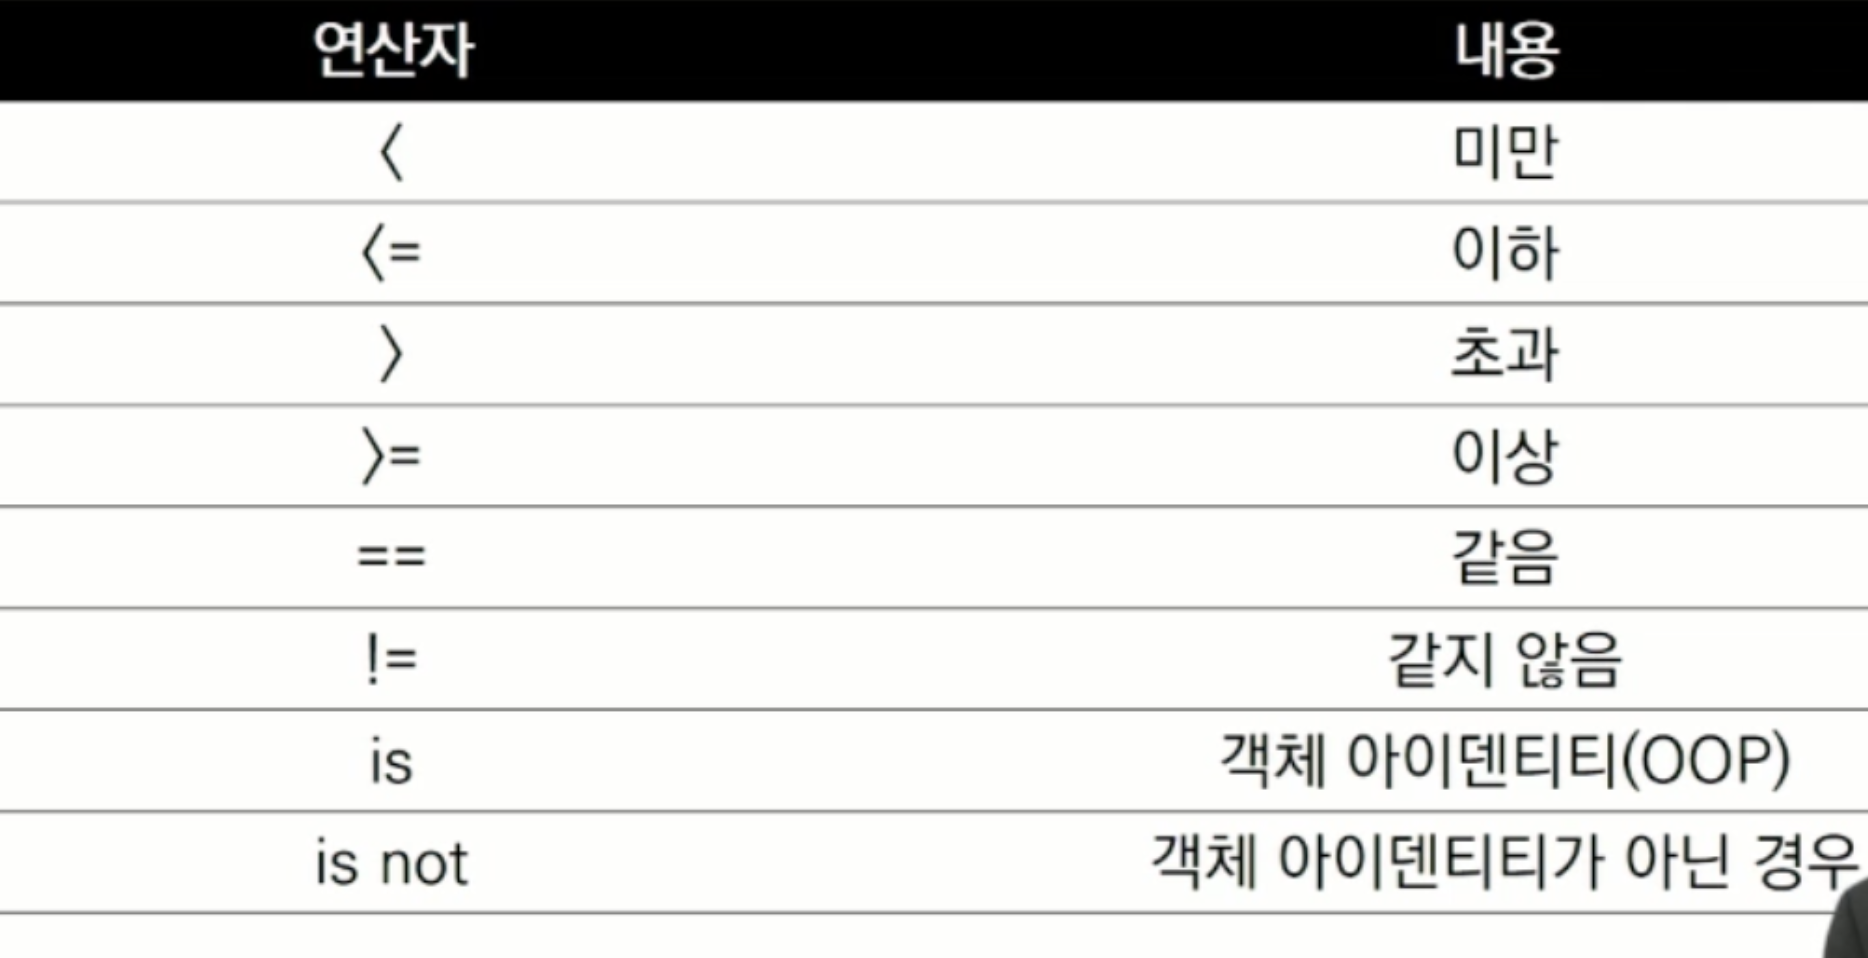 연산자 내용
< 미만
<= 이하
> 초과
>= 이상
== 같음
!= 같지 않음
is 객체 아이덴티티(OOP)
is not 객체 아이덴티티가 아닌 경우